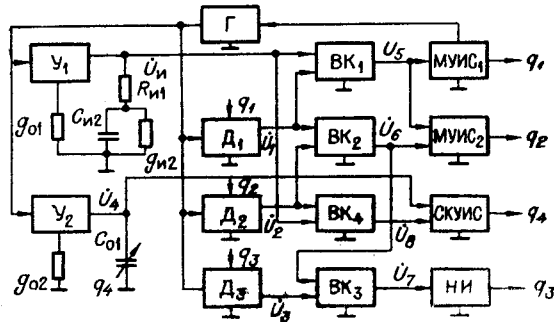 Г
У₁
U̇и
Rи1
ВК₁
U̇₅
МУИС₁
q₁
g01
Cи2
gи2
q₁
Д₁
U̇₁
ВК₂
U̇₆
МУИС₂
q₂
У₂
U̇₄
q₂
Д₂
U̇₂
ВК₄
U̇₈
СКУИС
q₄
g02
C01
q₄
q₃
Д₃
U̇₃
ВК₃
U̇₇
НИ
q₃